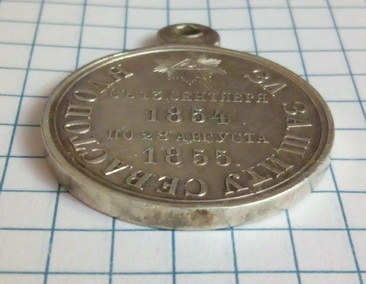 ЗА ЗАЩИТУ СЕВАСТОПОЛЯ
СЪ 13 СЕНТЯБРЯ
1854
ПО 28 АВГУСТА
1855